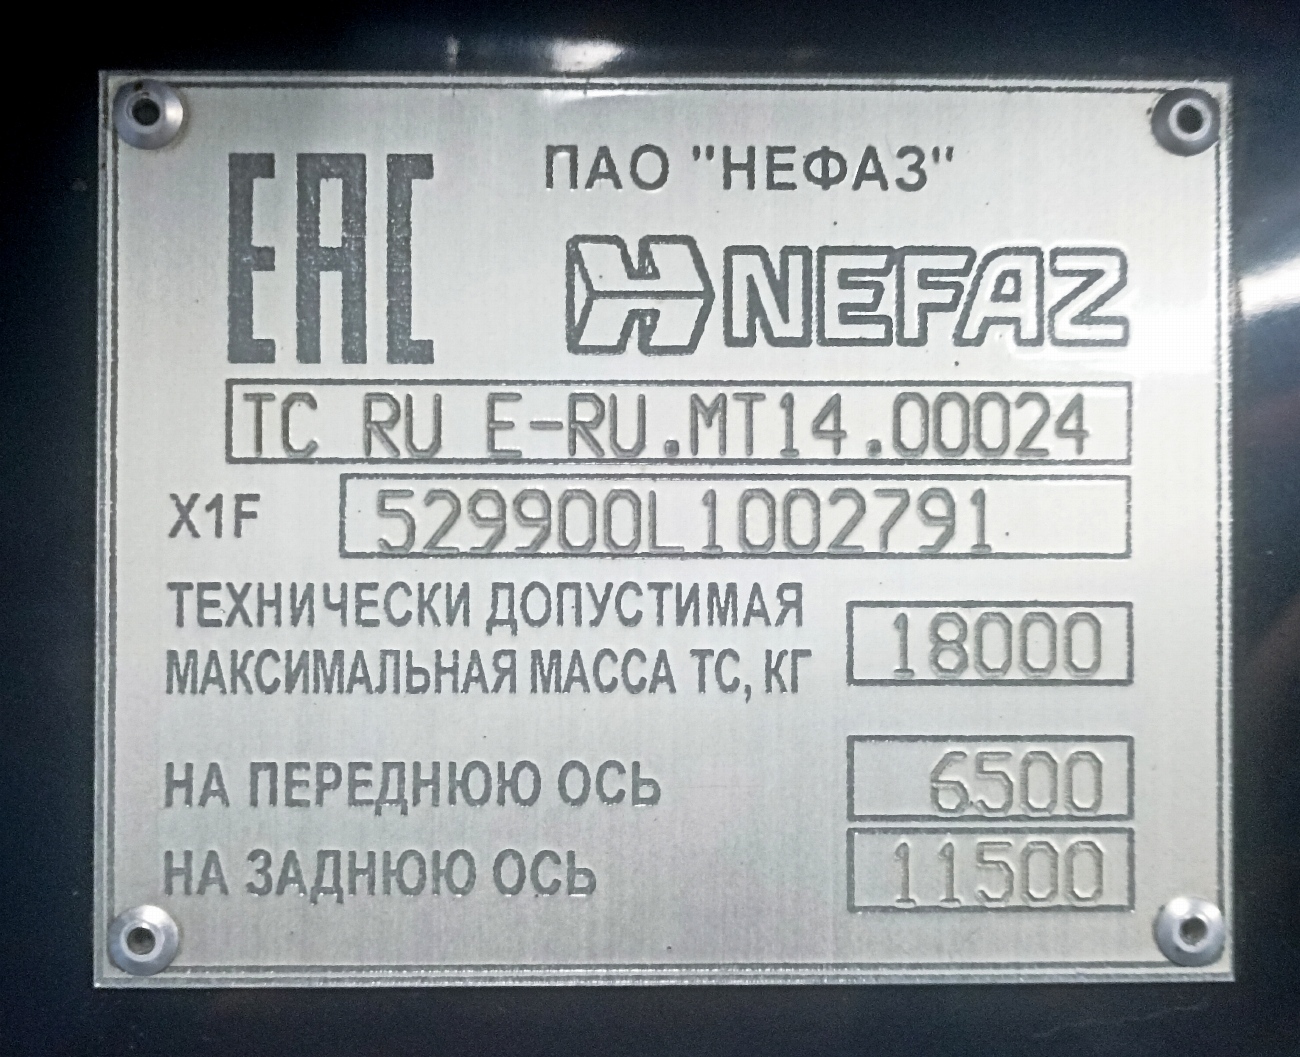 ЕАС
ПАО "НЕФАЗ"
NEFAZ
TC RU E-RU.MT14.00024
X1F 529900L1002791
ТЕХНИЧЕСКИ ДОПУСТИМАЯ
МАКСИМАЛЬНАЯ МАССА ТС, КГ 18000
НА ПЕРЕДНЮЮ ОСЬ 6500
НА ЗАДНЮЮ ОСЬ 11500